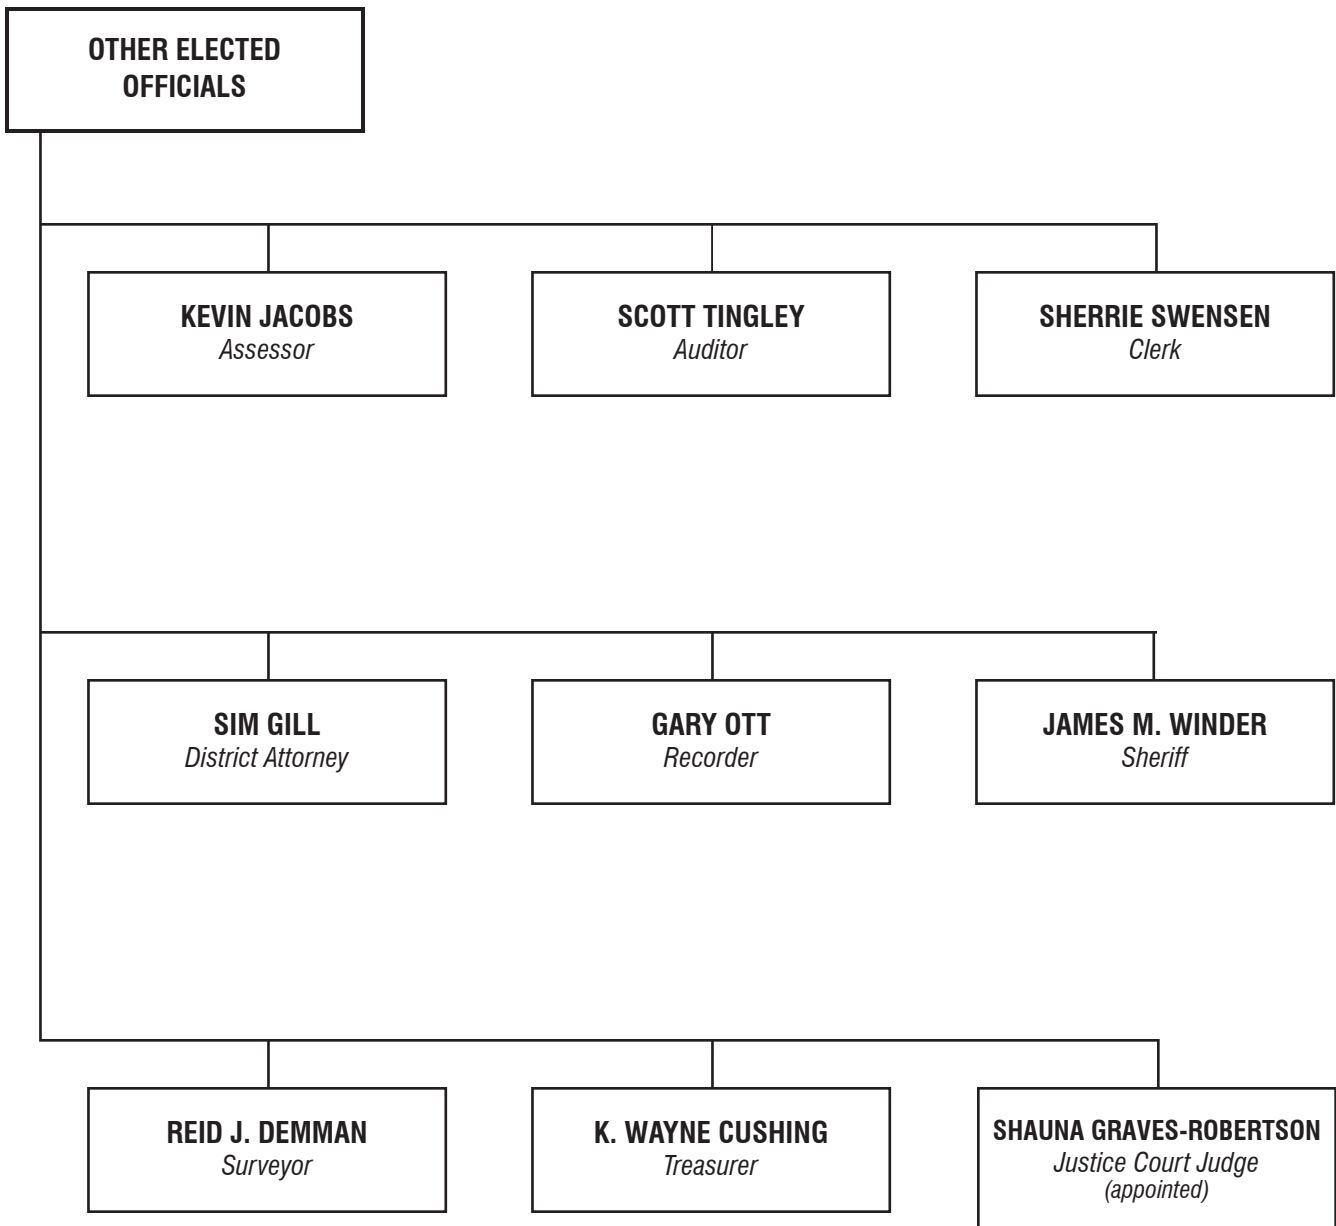 OTHER ELECTED
OFFICIALS
KEVIN JACOBS
Assessor
SCOTT TINGLEY
Auditor
SHERRIE SWENSEN
Clerk
SIM GILL
District Attorney
GARY OTT
Recorder
JAMES M. WINDER
Sheriff
REID J. DEMMAN
Surveyor
K. WAYNE CUSHING
Treasurer
SHAUNA GRAVES-ROBERTSON
Justice Court Judge
(appointed)